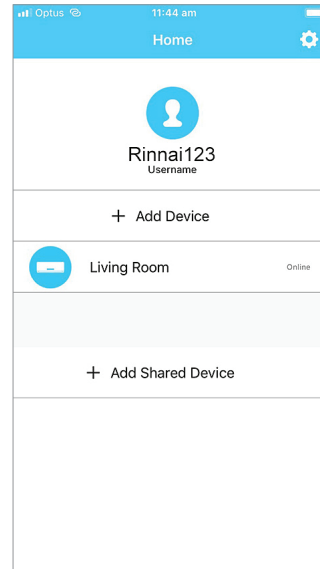 Optus 11:44 am
Home
Rinnai123
Username
+ Add Device
Living Room Online
+ Add Shared Device